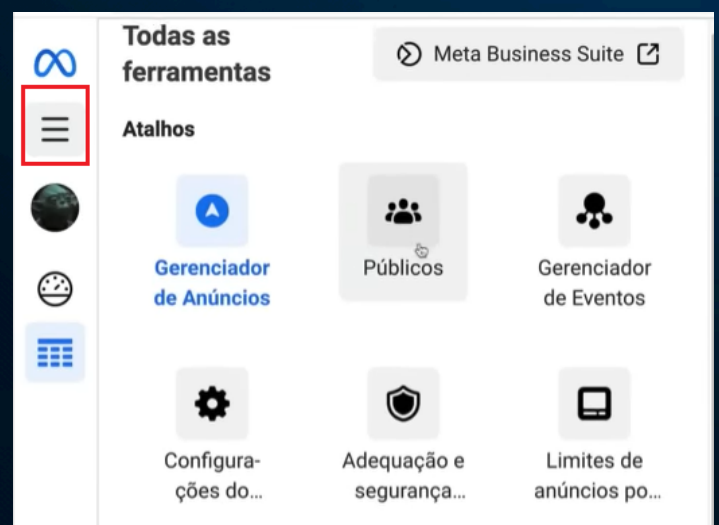 Todas as
ferramentas
Meta Business Suite
Atalhos
Gerenciador
de Anúncios
Públicos
Gerenciador
de Eventos
Configura-
ções do...
Adequação e
segurança...
Limites de
anúncios po...